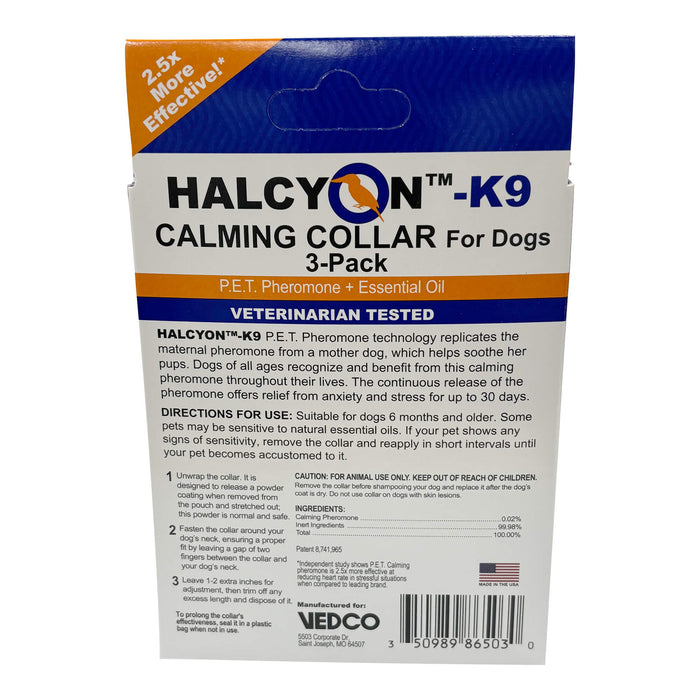 2.5x
More
Effective!*
HALCYON™-K9
CALMING COLLAR For Dogs
3-Pack
P.E.T. Pheromone + Essential Oil
VETERINARIAN TESTED
HALCYON™-K9 P.E.T. Pheromone technology replicates the
maternal pheromone from a mother dog, which helps soothe her
pups. Dogs of all ages recognize and benefit from this calming
pheromone throughout their lives. The continuous release of the
pheromone offers relief from anxiety and stress for up to 30 days.
DIRECTIONS FOR USE: Suitable for dogs 6 months and older. Some
pets may be sensitive to natural essential oils. If your pet shows any
signs of sensitivity, remove the collar and reapply in short intervals until
your pet becomes accustomed to it.
1 Unwrap the collar. It is
designed to release a powder
coating when removed from
the pouch and stretched out;
this powder is normal and safe.
2 Fasten the collar around your
dog's neck, ensuring a proper
fit by leaving a gap of two
fingers between the collar and
your dog's neck.
3 Leave 1-2 extra inches for
adjustment, then trim off any
excess length and dispose of it.
To prolong the collar's
effectiveness, seal it in a plastic
bag when not in use.
CAUTION: FOR ANIMAL USE ONLY. KEEP OUT OF REACH OF CHILDREN.
Remove the collar before shampooing your dog and replace it after the dog's
coat is dry. Do not use collar on dogs with skin lesions.
INGREDIENTS:
Calming Pheromone 0.02%
Inert Ingredients 99.98%
Total 100.00%
Patent 8,741,965
*Independent study shows P.E.T. Calming
pheromone is 2.5x more effective at
reducing heart rate in stressful situations
when compared to leading brand.
MADE IN USA
Manufactured for:
VEDCO
5503 Corporate Dr.
Saint Joseph, MO 64507
3 50989 86503 0